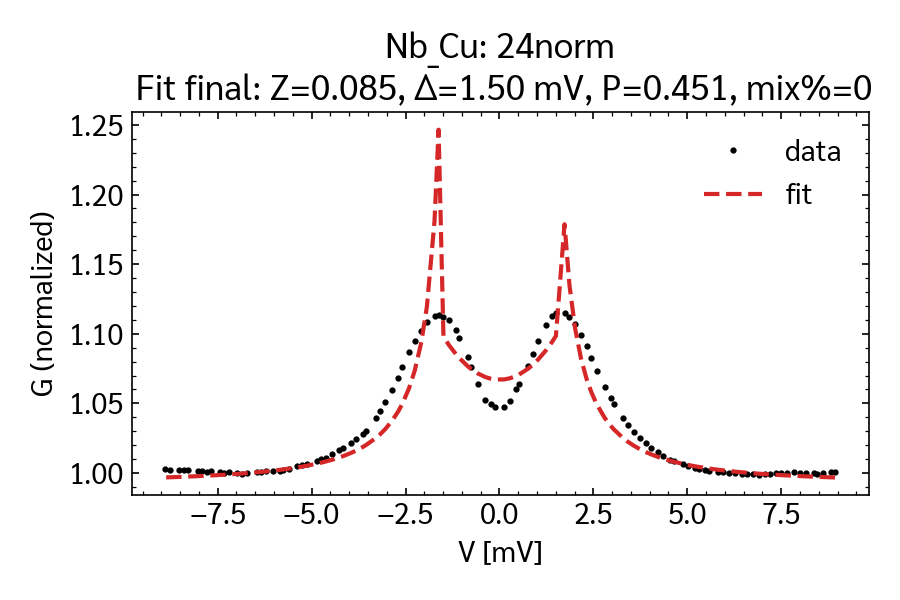 Nb_Cu: 24norm
Fit final: Z=0.085, Δ=1.50 mV, P=0.451, mix%=0
1.25
1.20
1.15
1.10
1.05
1.00
G (normalized)
data
fit
−7.5 −5.0 −2.5 0.0 2.5 5.0 7.5
V [mV]